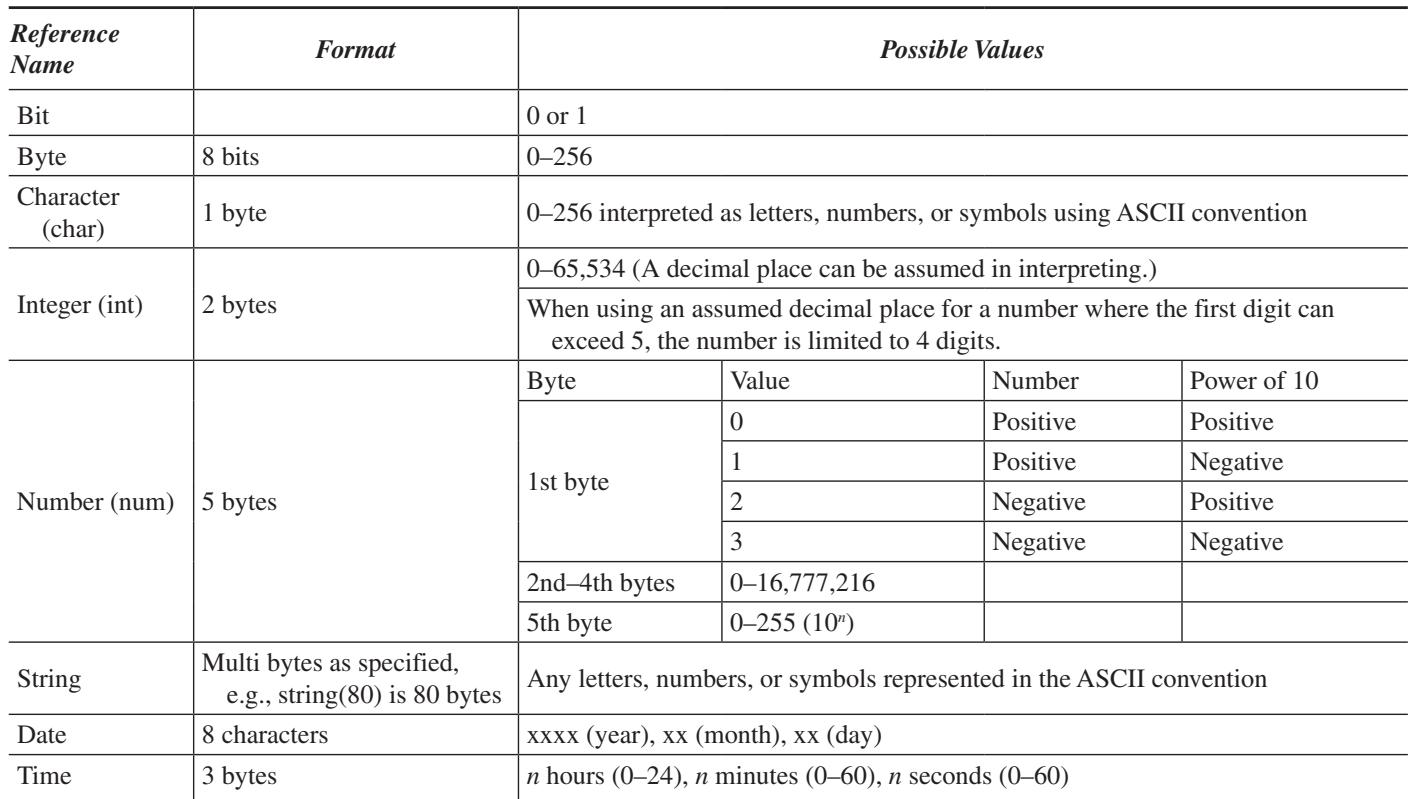 Reference Name
Format
Possible Values
Bit
0 or 1
Byte
8 bits
0–256
Character
(char)
1 byte
0–256 interpreted as letters, numbers, or symbols using ASCII convention
Integer (int)
2 bytes
0–65,534 (A decimal place can be assumed in interpreting.)
When using an assumed decimal place for a number where the first digit can
exceed 5, the number is limited to 4 digits.
Number (num)
5 bytes
Byte
Value
Number
Power of 10
1st byte
0
Positive
Positive
1
Positive
Negative
2
Negative
Positive
3
Negative
Negative
2nd–4th bytes
0–16,777,216
5th byte
0–255 (10ⁿ)
String
Multi bytes as specified,
e.g., string(80) is 80 bytes
Any letters, numbers, or symbols represented in the ASCII convention
Date
8 characters
xxxx (year), xx (month), xx (day)
Time
3 bytes
n hours (0–24), n minutes (0–60), n seconds (0–60)